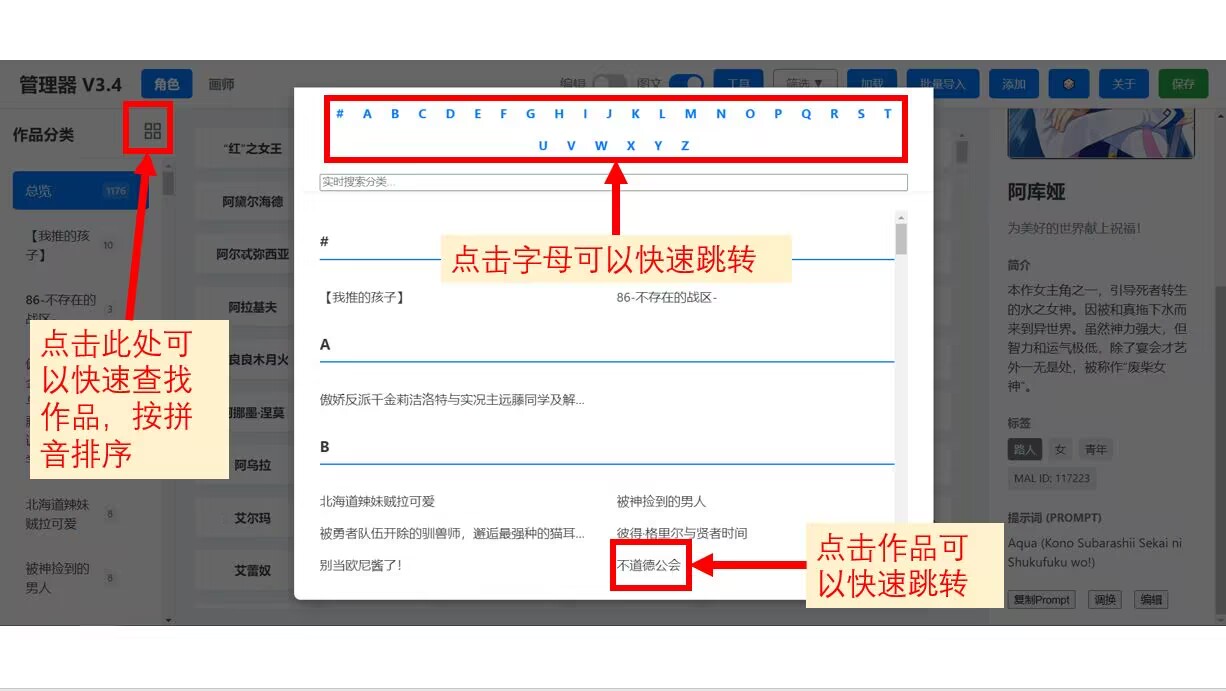 管理器 V3.4
角色
画师
编辑
图文
工具
筛选 ▼
加载
批量导入
添加
关于
保存
作品分类
总览 1176
【我推的孩
子】
10
86-不存在的
战区-
3
北海道辣妹
贼拉可爱
8
被神捡到的
男人
8
“红”之女王
阿黛尔海德
阿尔忒弥西亚
阿拉基夫
良良木月火
阿乌拉
艾尔玛
艾蕾奴
# A B C D E F G H I J K L M N O P Q R S T
U V W X Y Z
实时搜索分类...
#
【我推的孩子】 86-不存在的战区-
A
傲娇反派千金莉洁洛特与实况主远藤同学及解...
B
北海道辣妹贼拉可爱 被神捡到的男人
被勇者队伍开除的驯兽师，邂逅最强种的猫耳... 彼得·格里尔与贤者时间
别当欧尼酱了! 不道德公会
点击此处可
以快速查找
作品，按拼
音排序
点击字母可以快速跳转
点击作品可
以快速跳转
阿库娅
为美好的世界献上祝福!
简介
本作女主角之一，引导死者转生
的水之女神。因被和真拖下水而
来到异世界。虽然神力强大，但
智力和运气极低，除了宴会才艺
外一无是处，被称作“废柴女
神”。
标签
路人 女 青年
MAL ID: 117223
提示词 (PROMPT)
Aqua (Kono Subarashii Sekai ni
Shukufuku wo!)
复制Prompt 调换 编辑